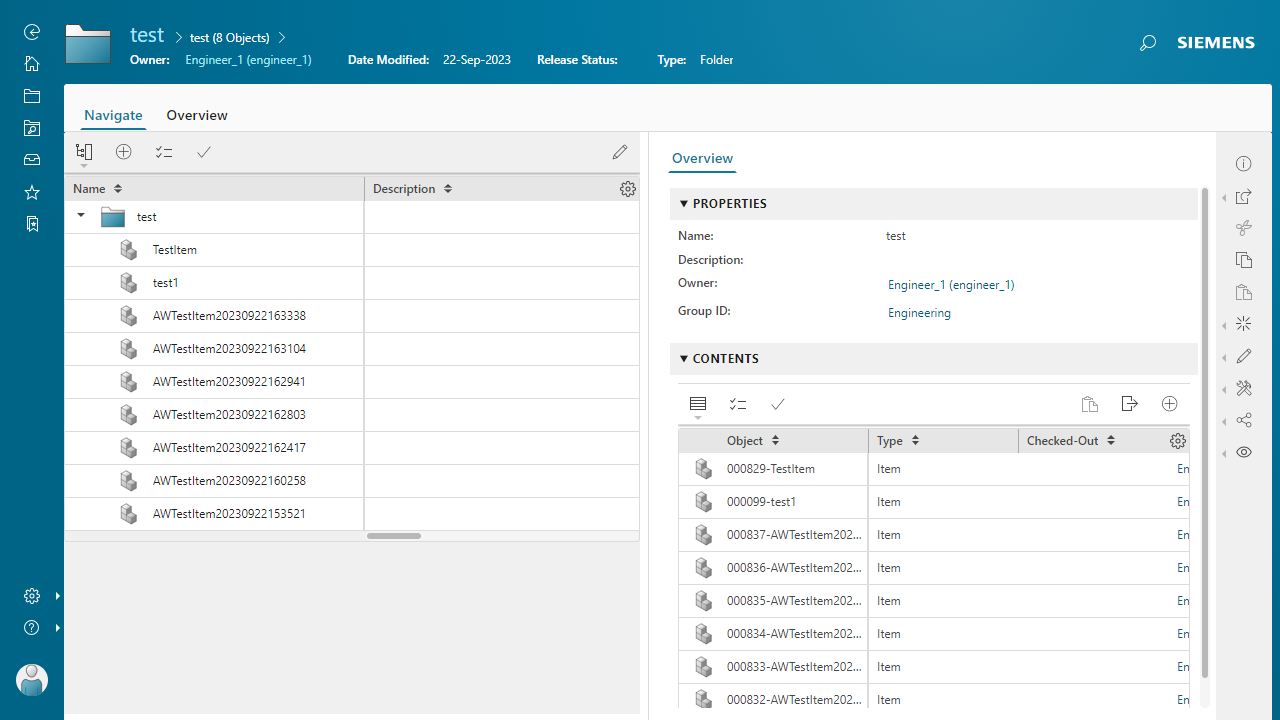 test
test (8 Objects)
Owner: Engineer_1 (engineer_1) Date Modified: 22-Sep-2023 Release Status: Type: Folder
SIEMENS
Navigate Overview
Name Description
test
TestItem
test1
AWTestItem20230922163338
AWTestItem20230922163104
AWTestItem20230922162941
AWTestItem20230922162803
AWTestItem20230922162417
AWTestItem20230922160258
AWTestItem20230922153521
Overview
PROPERTIES
Name: test
Description:
Owner: Engineer_1 (engineer_1)
Group ID: Engineering
CONTENTS
Object Type Checked-Out
000829-TestItem Item En
000099-test1 Item En
000837-AWTestItem202... Item En
000836-AWTestItem202... Item En
000835-AWTestItem202... Item En
000834-AWTestItem202... Item En
000833-AWTestItem202... Item En
000832-AWTestItem202... Item En